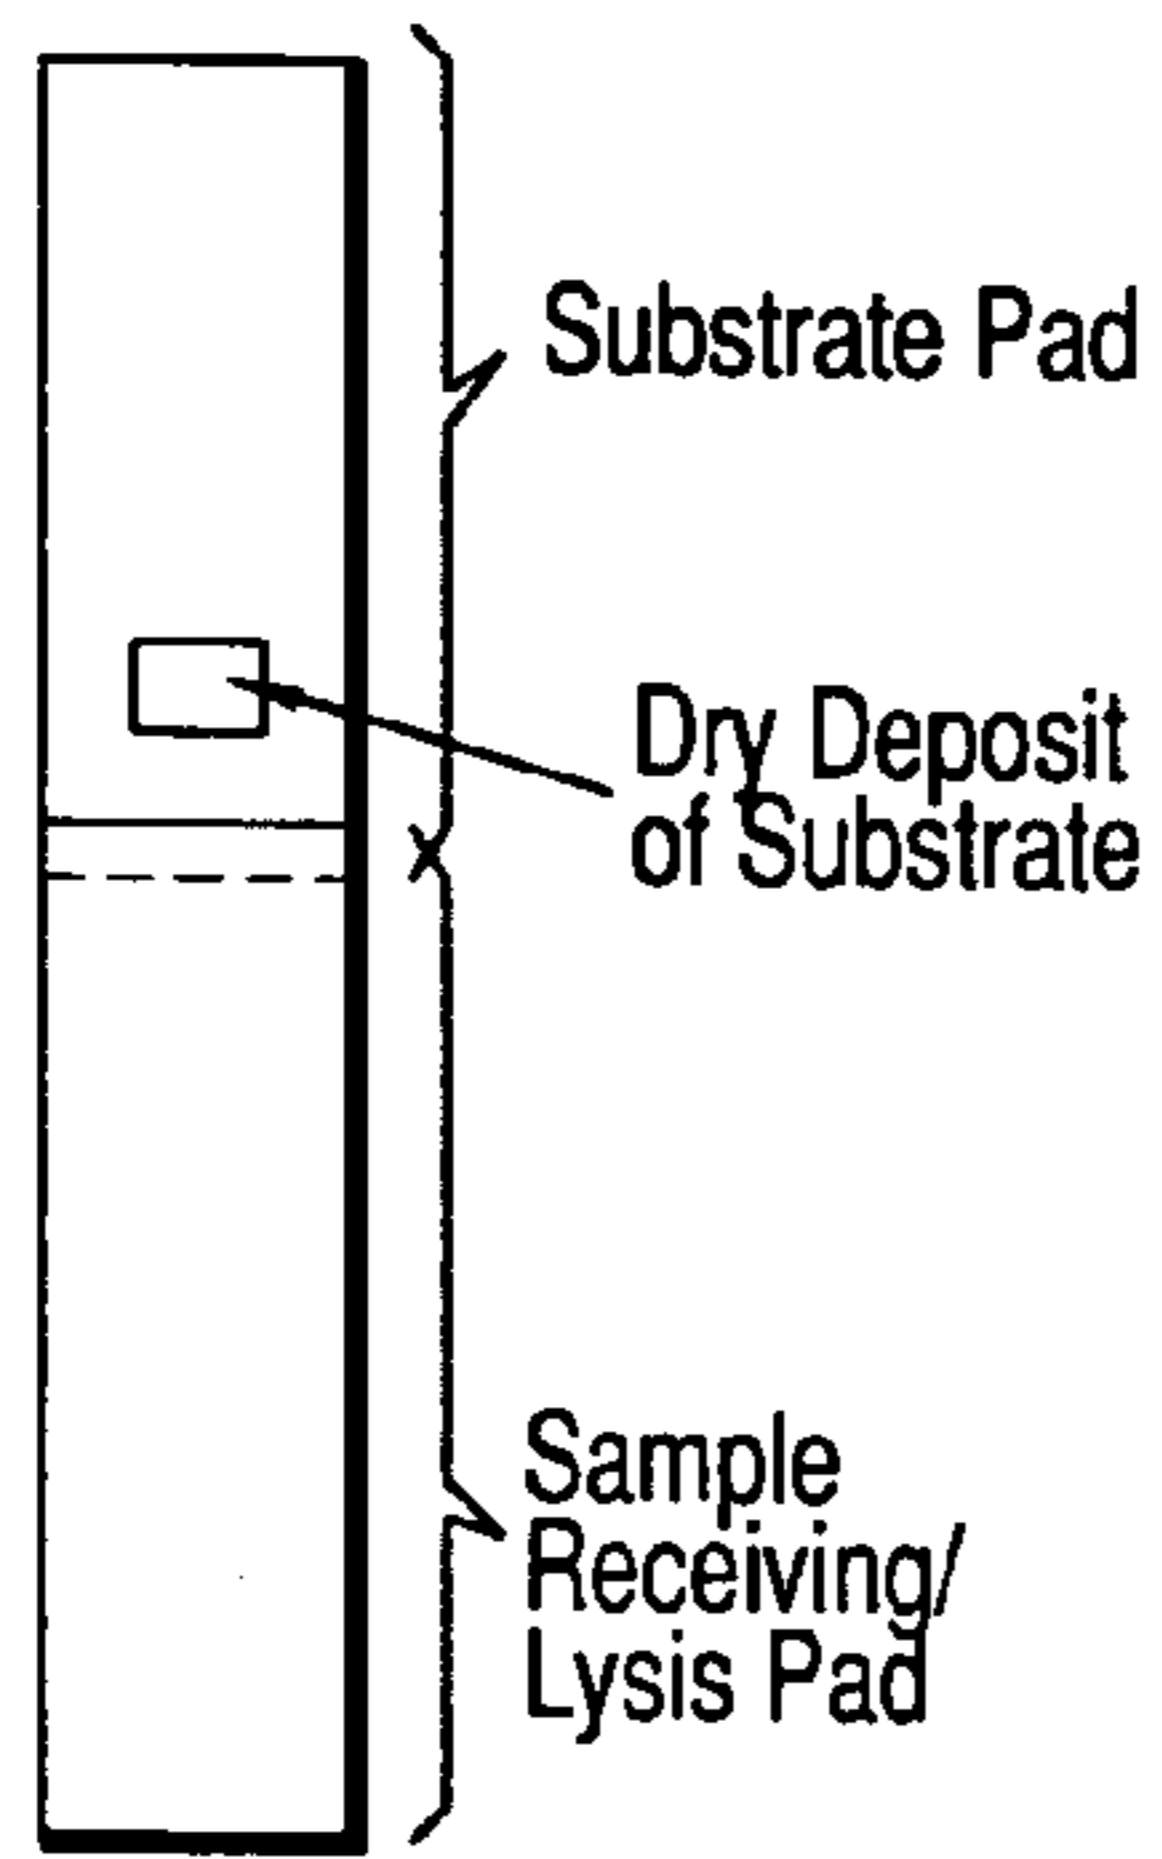 Substrate Pad
Dry Deposit
of Substrate
Sample
Receiving/
Lysis Pad